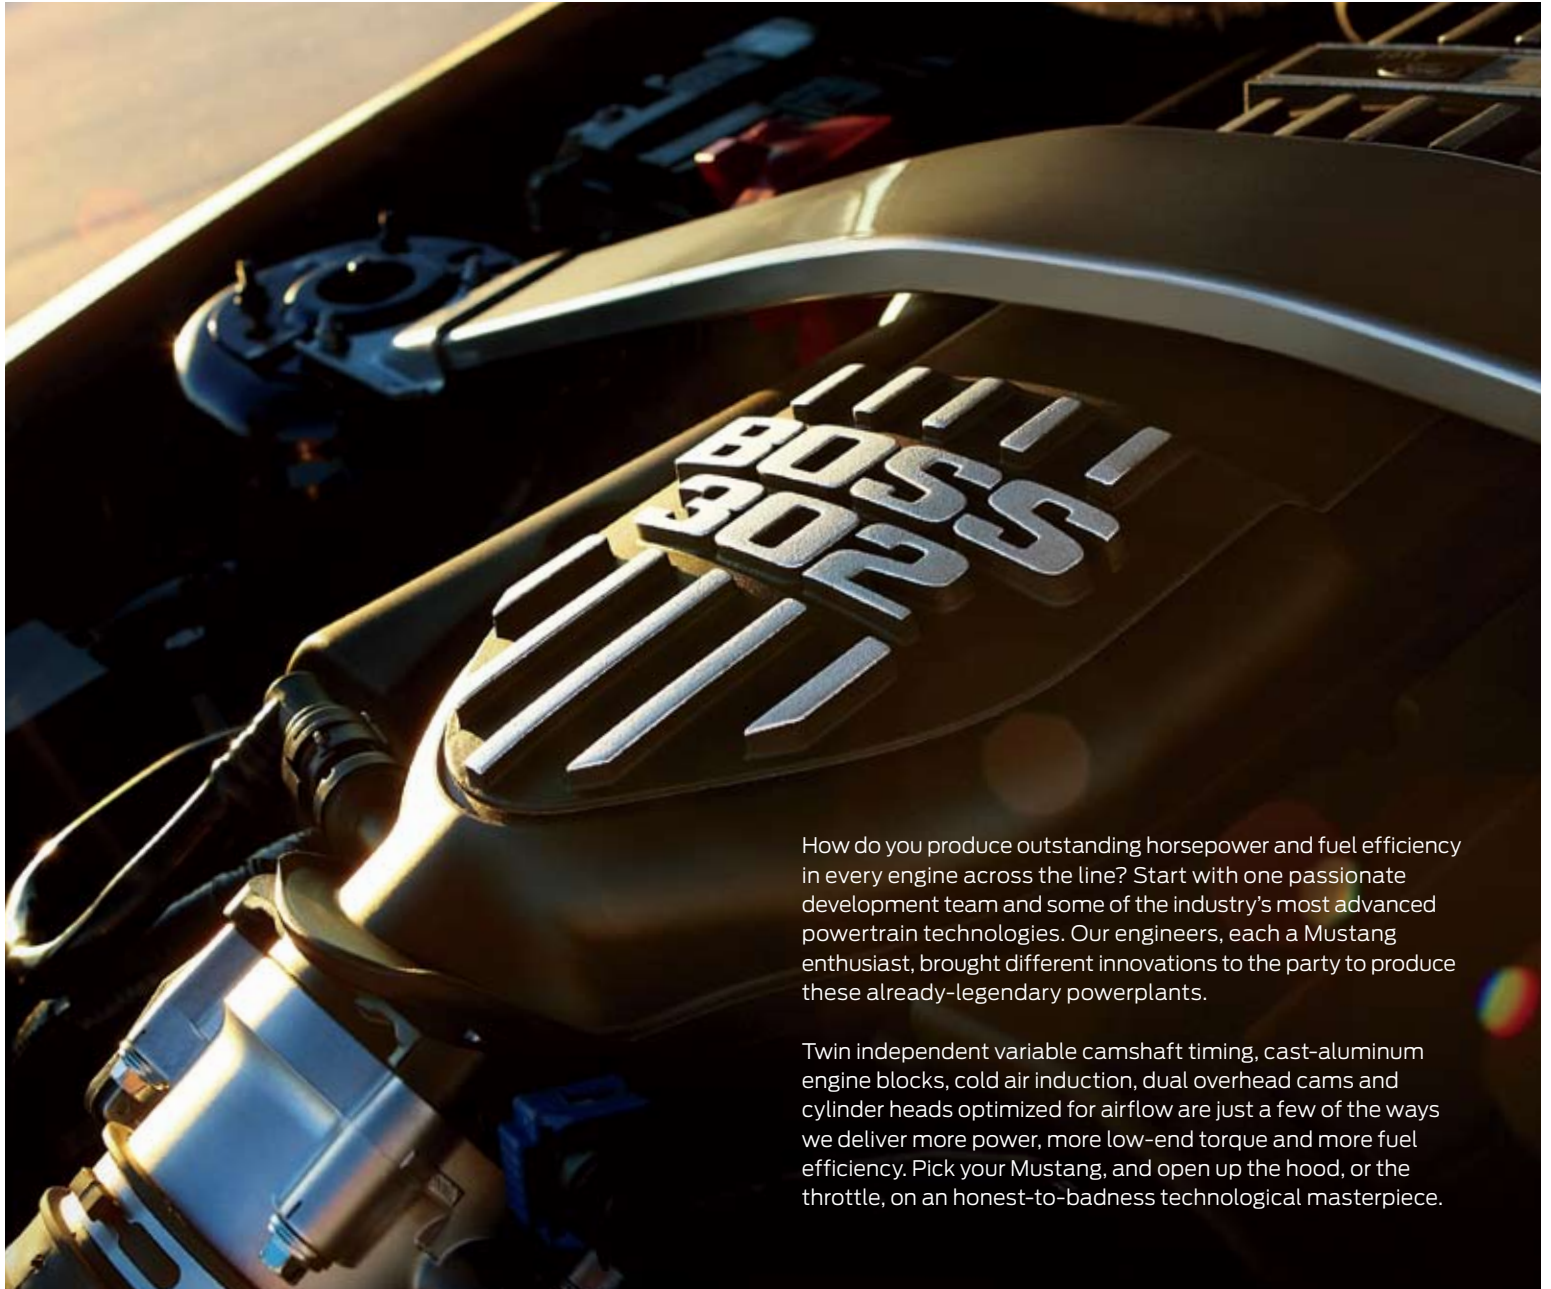 BOSS
302
How do you produce outstanding horsepower and fuel efficiency
in every engine across the line? Start with one passionate
development team and some of the industry’s most advanced
powertrain technologies. Our engineers, each a Mustang
enthusiast, brought different innovations to the party to produce
these already-legendary powerplants.
Twin independent variable camshaft timing, cast-aluminum
engine blocks, cold air induction, dual overhead cams and
cylinder heads optimized for airflow are just a few of the ways
we deliver more power, more low-end torque and more fuel
efficiency. Pick your Mustang, and open up the hood, or the
throttle, on an honest-to-badness technological masterpiece.